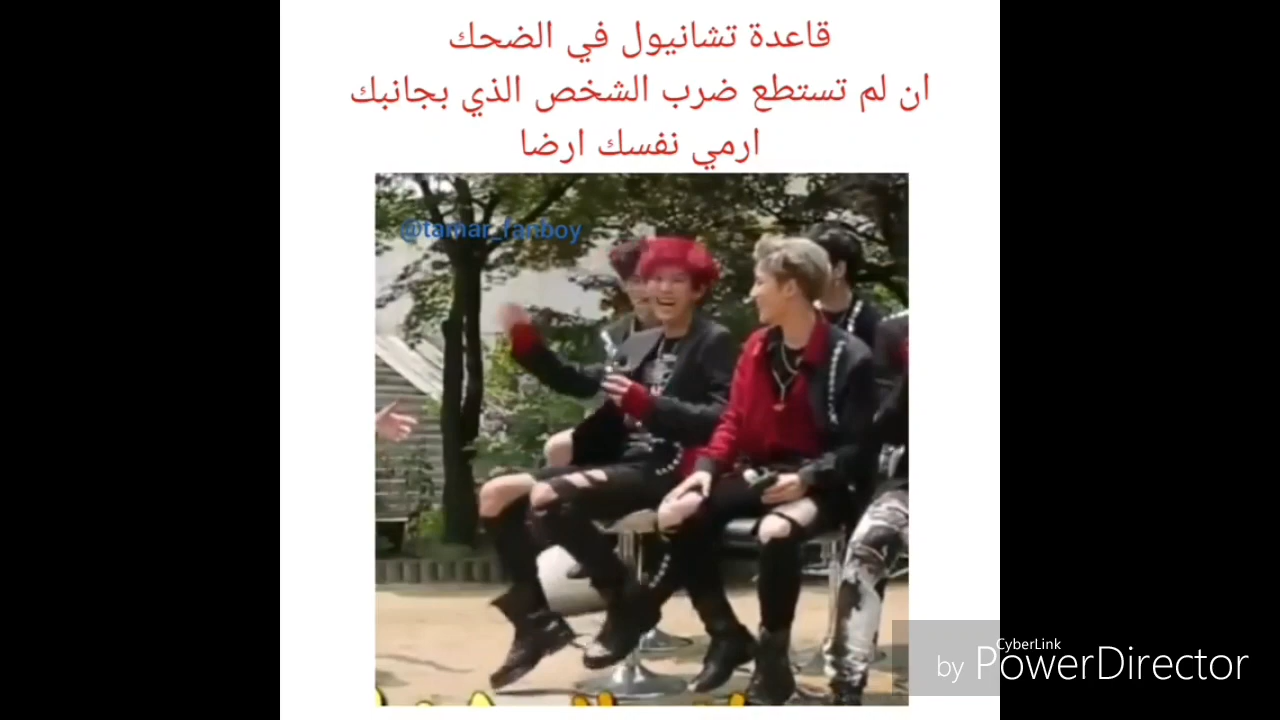 قاعدة تشانيول في الضحك
ان لم تستطع ضرب الشخص الذي بجانبك
ارمي نفسك ارضا
@tamar_fanboy
CyberLink
by PowerDirector